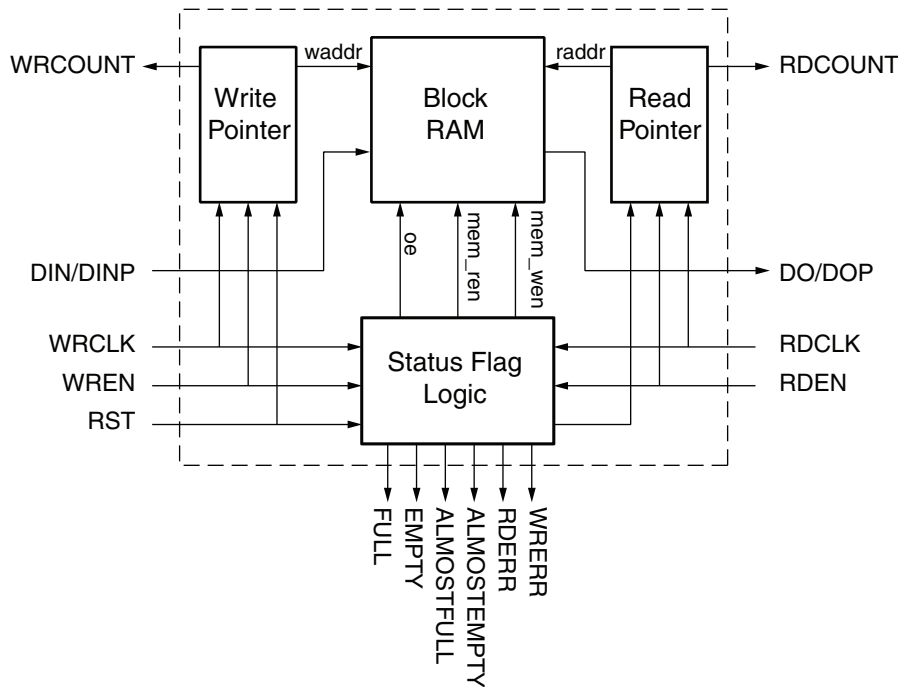 WRCOUNT
waddr
raddr
RDCOUNT
Write
Pointer
Block
RAM
Read
Pointer
oe
mem_ren
mem_wen
DIN/DINP
DO/DOP
WRCLK
WREN
RST
Status Flag
Logic
RDCLK
RDEN
FULL
EMPTY
ALMOSTFULL
ALMOSTEMPTY
RDERR
WRERR